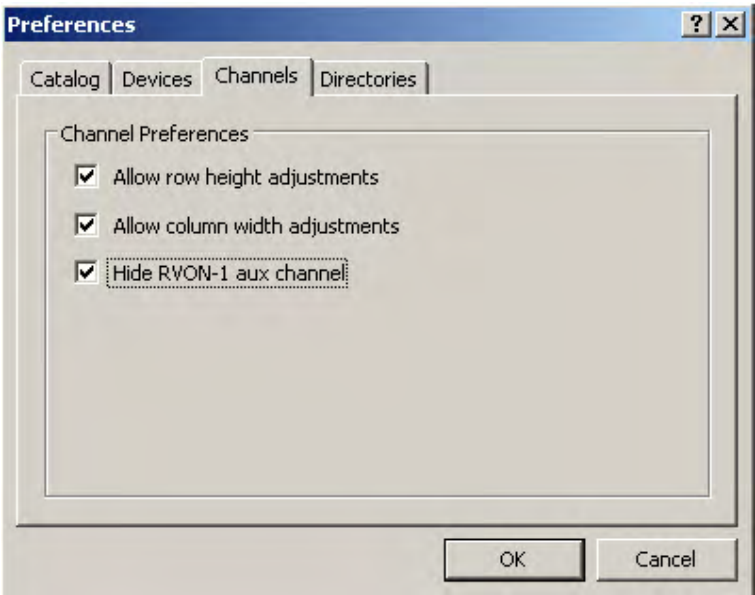 Preferences
Catalog Devices Channels Directories
Channel Preferences
Allow row height adjustments
Allow column width adjustments
Hide RVON-1 aux channel
OK Cancel